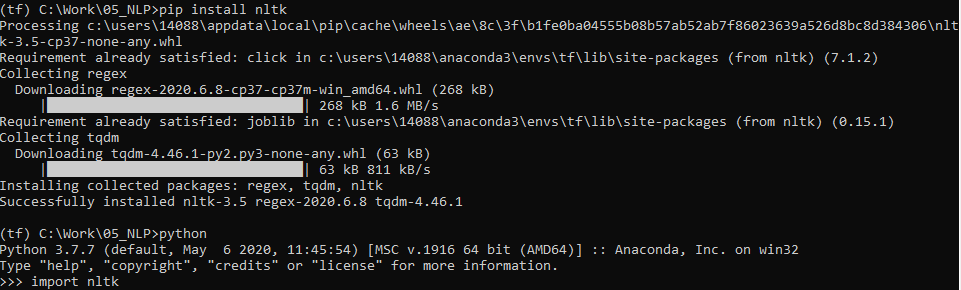 (tf) C:\Work\05_NLP>pip install nltk
Processing c:\users\14088\appdata\local\pip\cache\wheels\ae\8c\3f\b1fe0ba04555b08b57ab52ab7f86023639a526d8bc8d384306\nlt
k-3.5-cp37-none-any.whl
Requirement already satisfied: click in c:\users\14088\anaconda3\envs\tf\lib\site-packages (from nltk) (7.1.2)
Collecting regex
  Downloading regex-2020.6.8-cp37-cp37m-win_amd64.whl (268 kB)
     |████████████████████████████████| 268 kB 1.6 MB/s
Requirement already satisfied: joblib in c:\users\14088\anaconda3\envs\tf\lib\site-packages (from nltk) (0.15.1)
Collecting tqdm
  Downloading tqdm-4.46.1-py2.py3-none-any.whl (63 kB)
     |████████████████████████████████| 63 kB 811 kB/s
Installing collected packages: regex, tqdm, nltk
Successfully installed nltk-3.5 regex-2020.6.8 tqdm-4.46.1
(tf) C:\Work\05_NLP>python
Python 3.7.7 (default, May  6 2020, 11:45:54) [MSC v.1916 64 bit (AMD64)] :: Anaconda, Inc. on win32
Type "help", "copyright", "credits" or "license" for more information.
>>> import nltk